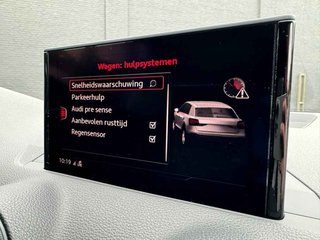 Wagen: hulpsystemen
Snelheidswaarschuwing
Parkeerhulp
Audi pre sense
Aanbevolen rusttijd
Regensensor
10:19